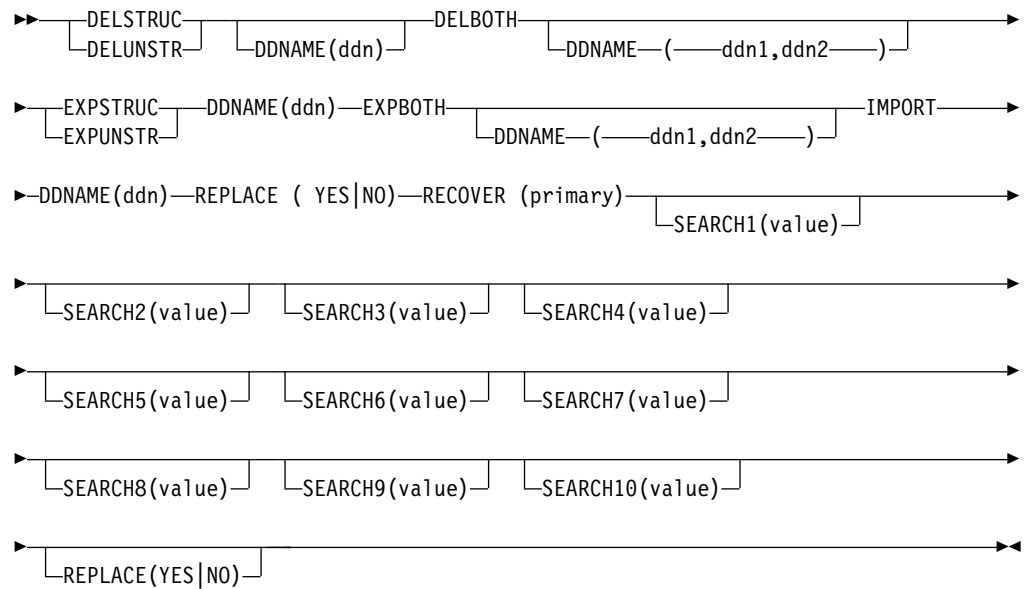 DELSTRUC DELBOTH
DELUNSTR DDNAME(ddn) DDNAME ( ddn1,ddn2 )
EXPSTRUC DDNAME(ddn) EXPBOTH IMPORT
EXPUNSTR DDNAME ( ddn1,ddn2 )
DDNAME(ddn) REPLACE ( YES|NO) RECOVER (primary)
SEARCH1(value)
SEARCH2(value) SEARCH3(value) SEARCH4(value)
SEARCH5(value) SEARCH6(value) SEARCH7(value)
SEARCH8(value) SEARCH9(value) SEARCH10(value)
REPLACE(YES|NO)